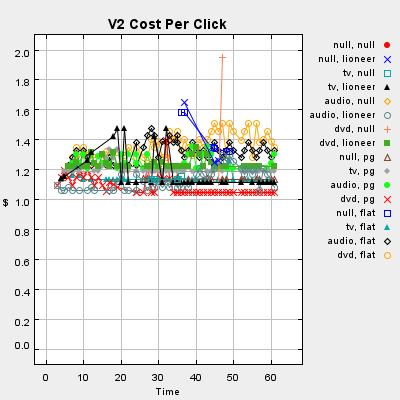 V2 Cost Per Click
2.0
1.8
1.6
1.4
1.2
1.0
0.8
0.6
0.4
0.2
0.0
$
0 10 20 30 40 50 60
Time
null, null
null, lioneer
tv, null
tv, lioneer
audio, null
audio, lioneer
dvd, null
dvd, lioneer
null, pg
tv, pg
audio, pg
dvd, pg
null, flat
tv, flat
audio, flat
dvd, flat